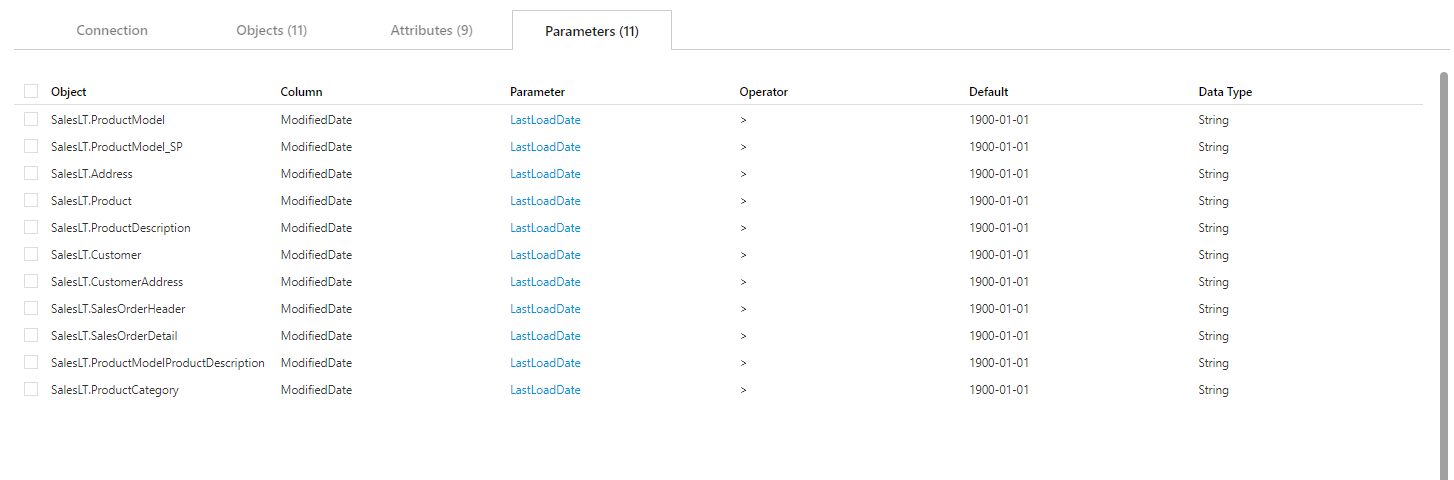 Connection Objects (11) Attributes (9) Parameters (11)
Object Column Parameter Operator Default Data Type
SalesLT.ProductModel ModifiedDate LastLoadDate > 1900-01-01 String
SalesLT.ProductModel_SP ModifiedDate LastLoadDate > 1900-01-01 String
SalesLT.Address ModifiedDate LastLoadDate > 1900-01-01 String
SalesLT.Product ModifiedDate LastLoadDate > 1900-01-01 String
SalesLT.ProductDescription ModifiedDate LastLoadDate > 1900-01-01 String
SalesLT.Customer ModifiedDate LastLoadDate > 1900-01-01 String
SalesLT.CustomerAddress ModifiedDate LastLoadDate > 1900-01-01 String
SalesLT.SalesOrderHeader ModifiedDate LastLoadDate > 1900-01-01 String
SalesLT.SalesOrderDetail ModifiedDate LastLoadDate > 1900-01-01 String
SalesLT.ProductModelProductDescription ModifiedDate LastLoadDate > 1900-01-01 String
SalesLT.ProductCategory ModifiedDate LastLoadDate > 1900-01-01 String